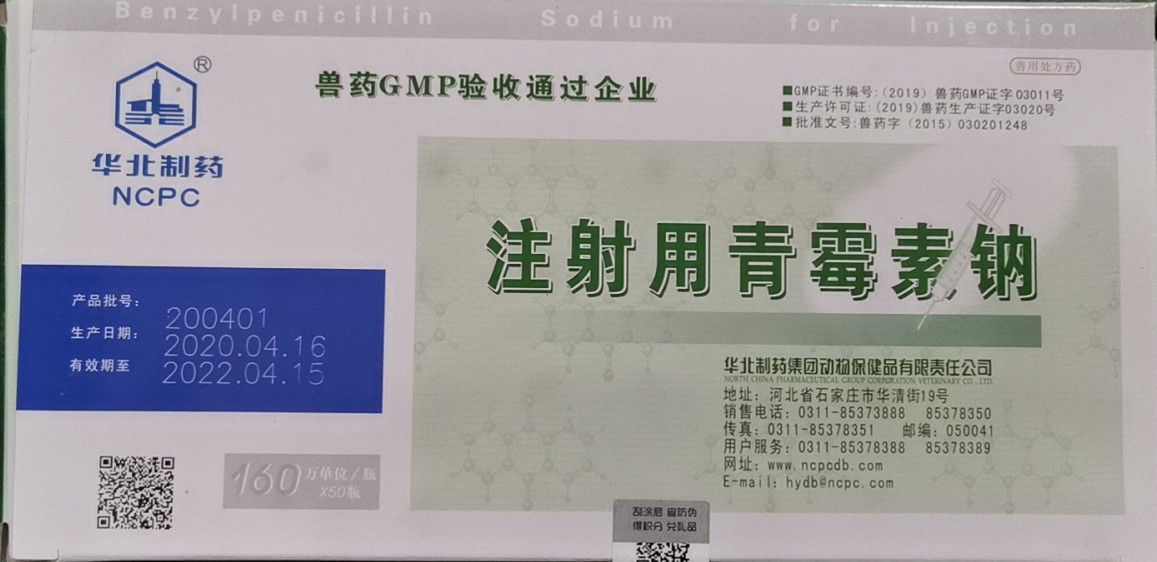 Benzylpenicillin Sodium for Injection
兽用处方药
®
华北制药
NCPC
兽药GMP验收通过企业
■GMP证书编号:(2019) 兽药GMP证字03011号
■生产许可证:(2019)兽药生产证字03020号
■批准文号:兽药字 (2015) 030201248
注射用青霉素钠
产品批号: 200401
生产日期: 2020.04.16
有效期至 2022.04.15
160万单位/瓶
X50瓶
华北制药集团动物保健品有限责任公司
NORTH CHINA PHARMACEUTICAL GROUP CORPORATION VETERINARY CO., LTD.
地址: 河北省石家庄市华清街19号
销售电话: 0311-85373888 85378350
传真: 0311-85378351 邮编: 050041
用户服务: 0311-85378388 85378389
网址: www.ncpcdb.com
E-mail: hydb@ncpc.com
刮涂层 查防伪
得积分 兑礼品